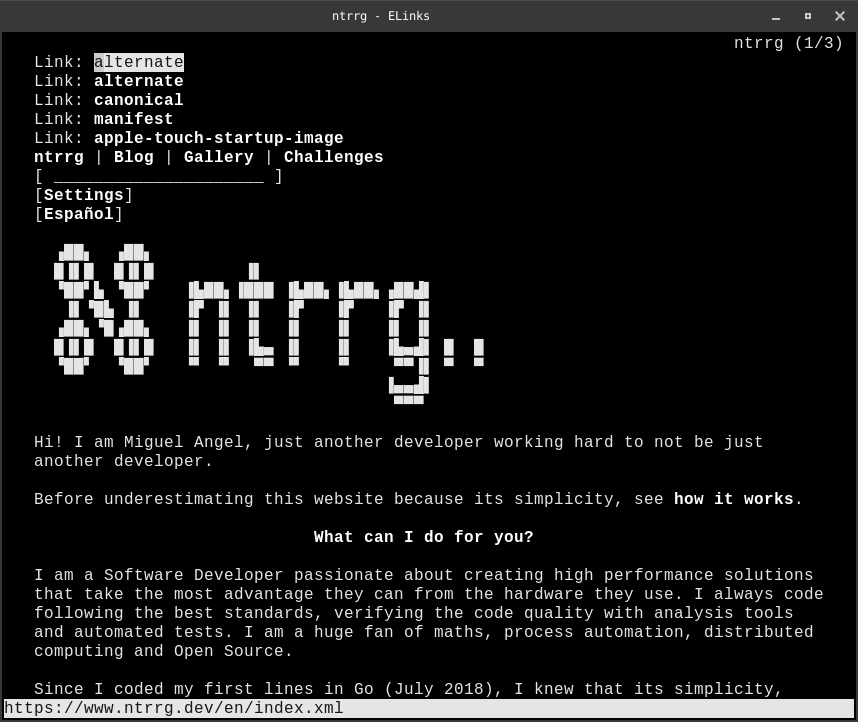 ntrrg - ELinks
ntrrg (1/3)
Link: alternate
Link: alternate
Link: canonical
Link: manifest
Link: apple-touch-startup-image
ntrrg | Blog | Gallery | Challenges
[ _____________________ ]
[Settings]
[Español]
ntrrg..
Hi! I am Miguel Angel, just another developer working hard to not be just
another developer.
Before underestimating this website because its simplicity, see how it works.
What can I do for you?
I am a Software Developer passionate about creating high performance solutions
that take the most advantage they can from the hardware they use. I always code
following the best standards, verifying the code quality with analysis tools
and automated tests. I am a huge fan of maths, process automation, distributed
computing and Open Source.
Since I coded my first lines in Go (July 2018), I knew that its simplicity,
https://www.ntrrg.dev/en/index.xml